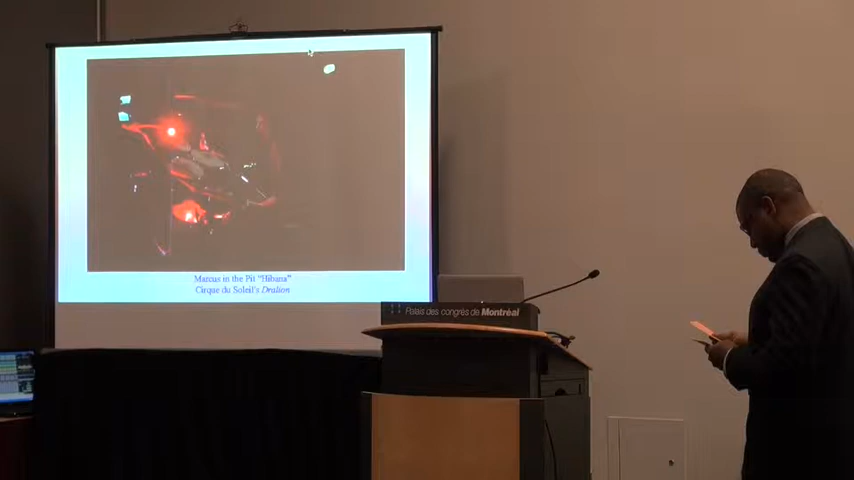 Marcus in the Pit "Hibana"
Cirque du Soleil's Dralion
Palais des congrès de Montréal